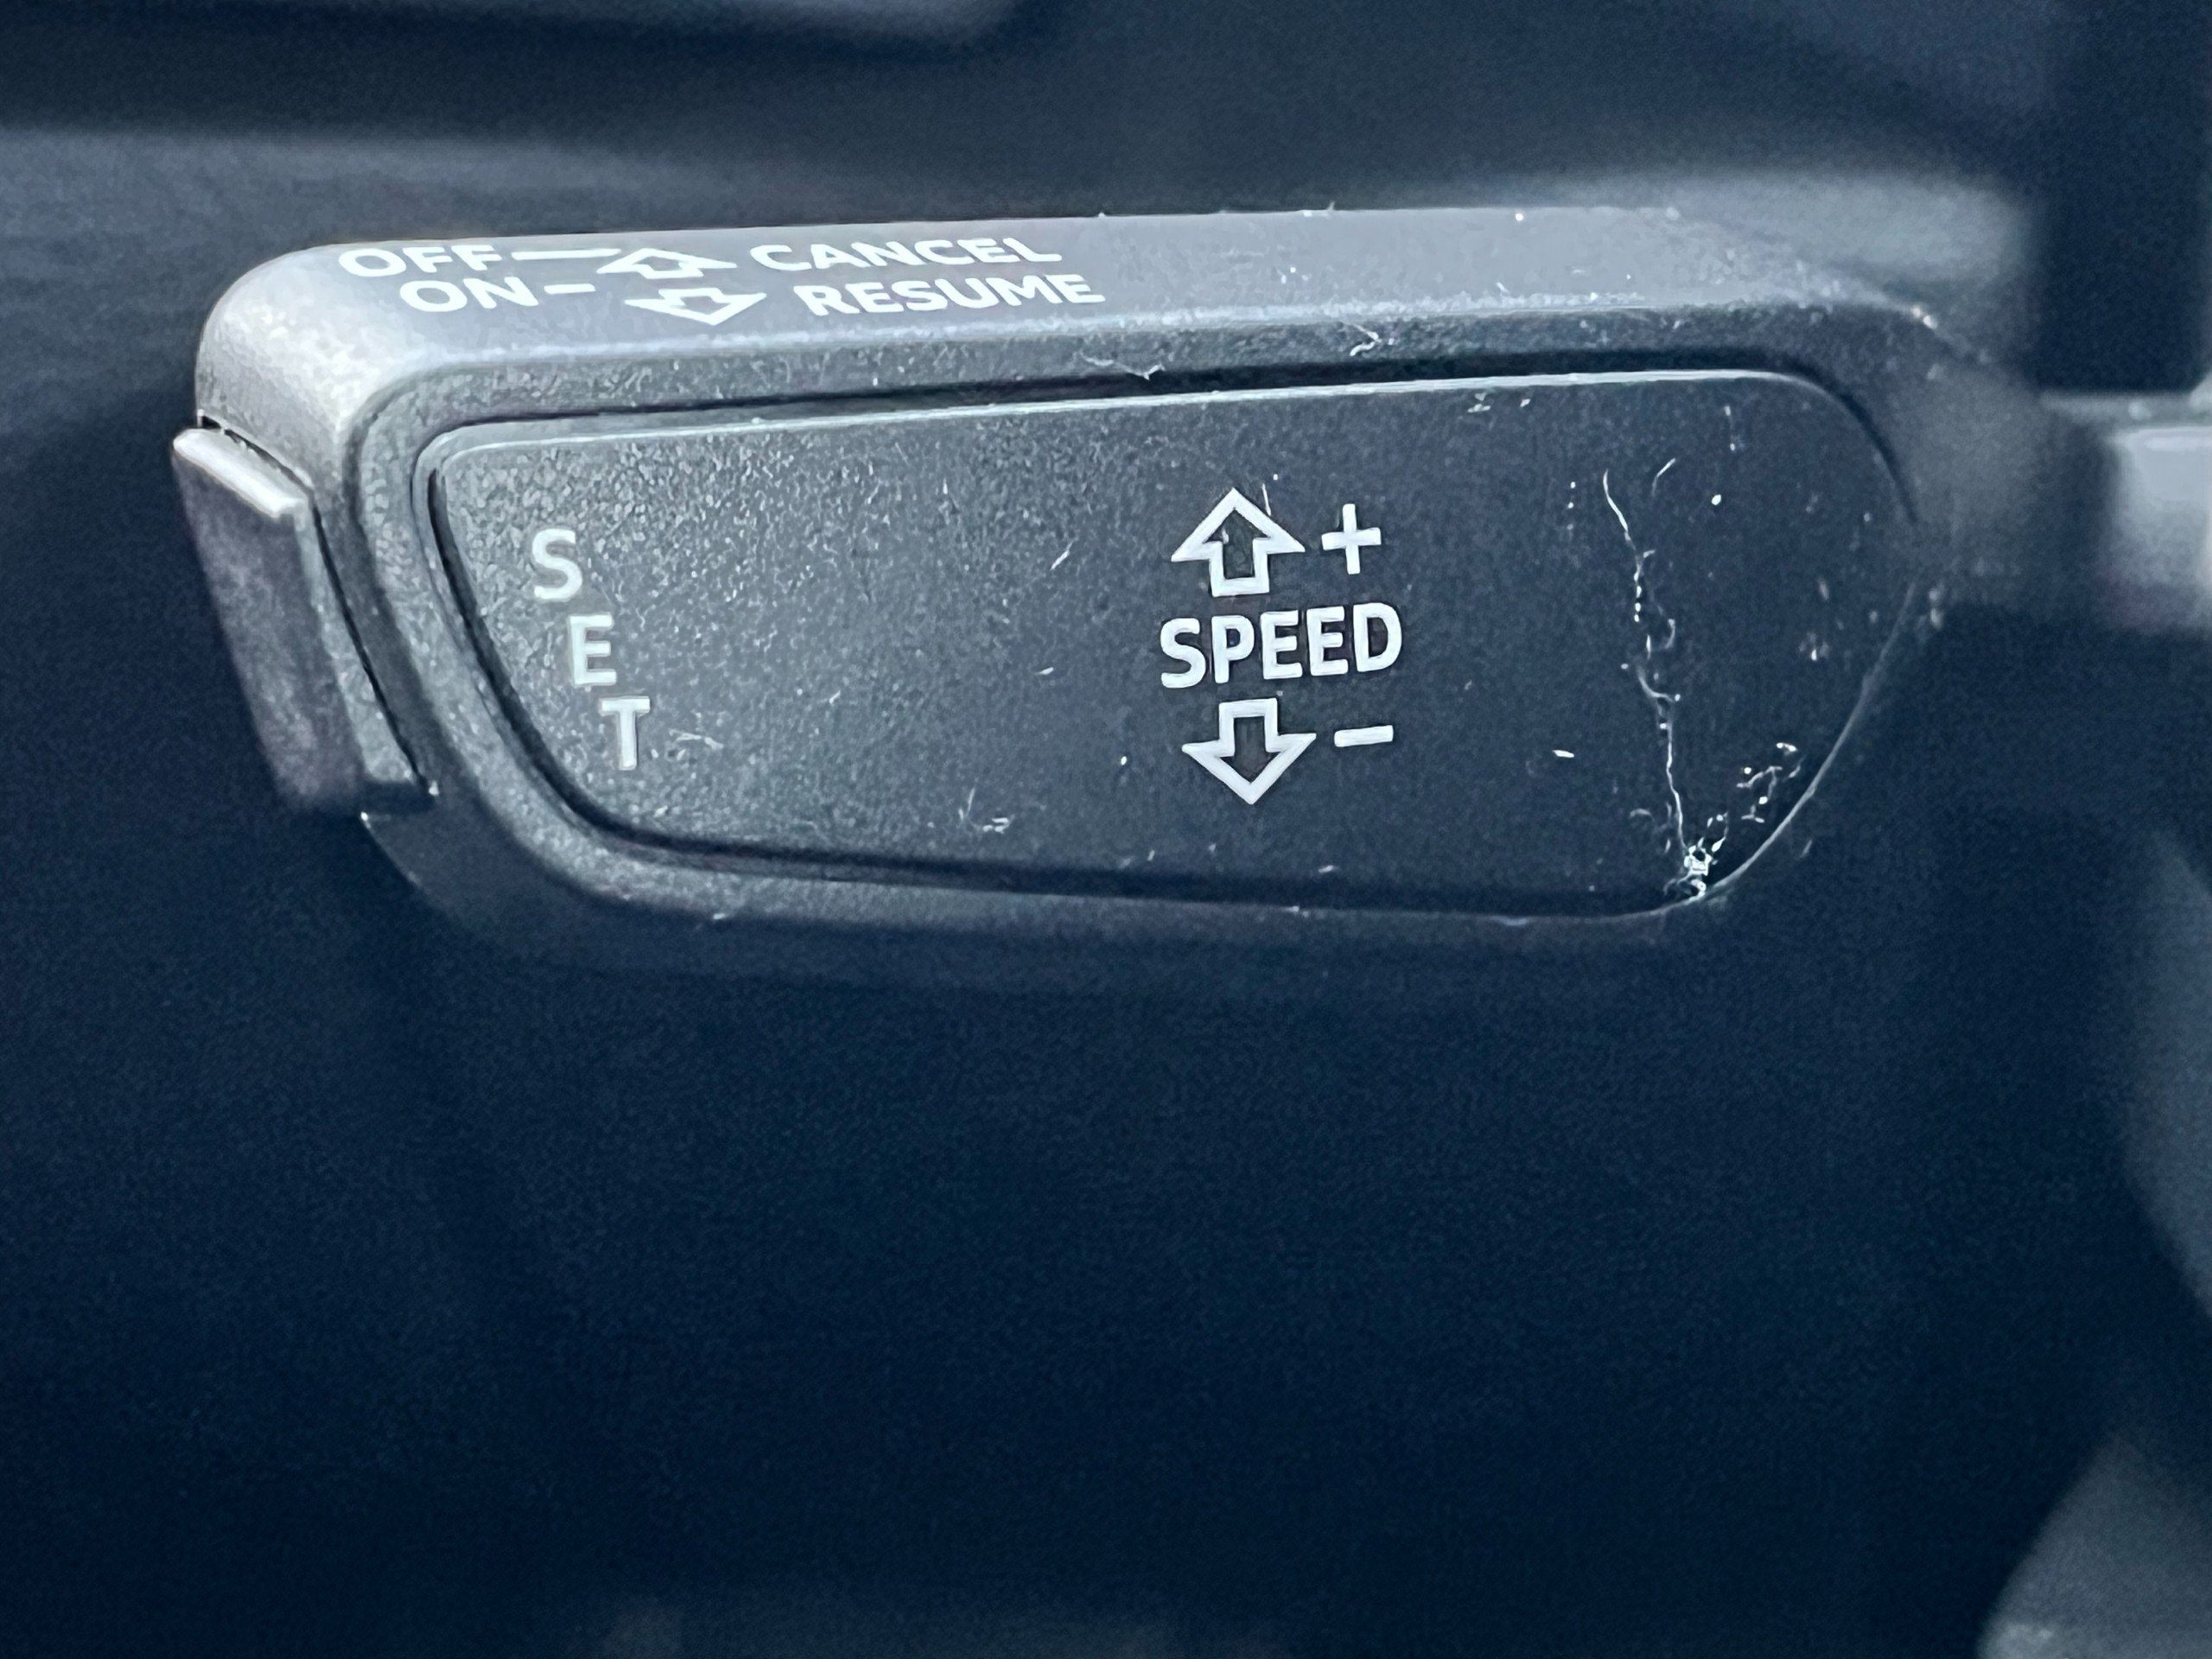 OFF CANCEL
ON RESUME
SET
+
SPEED
-